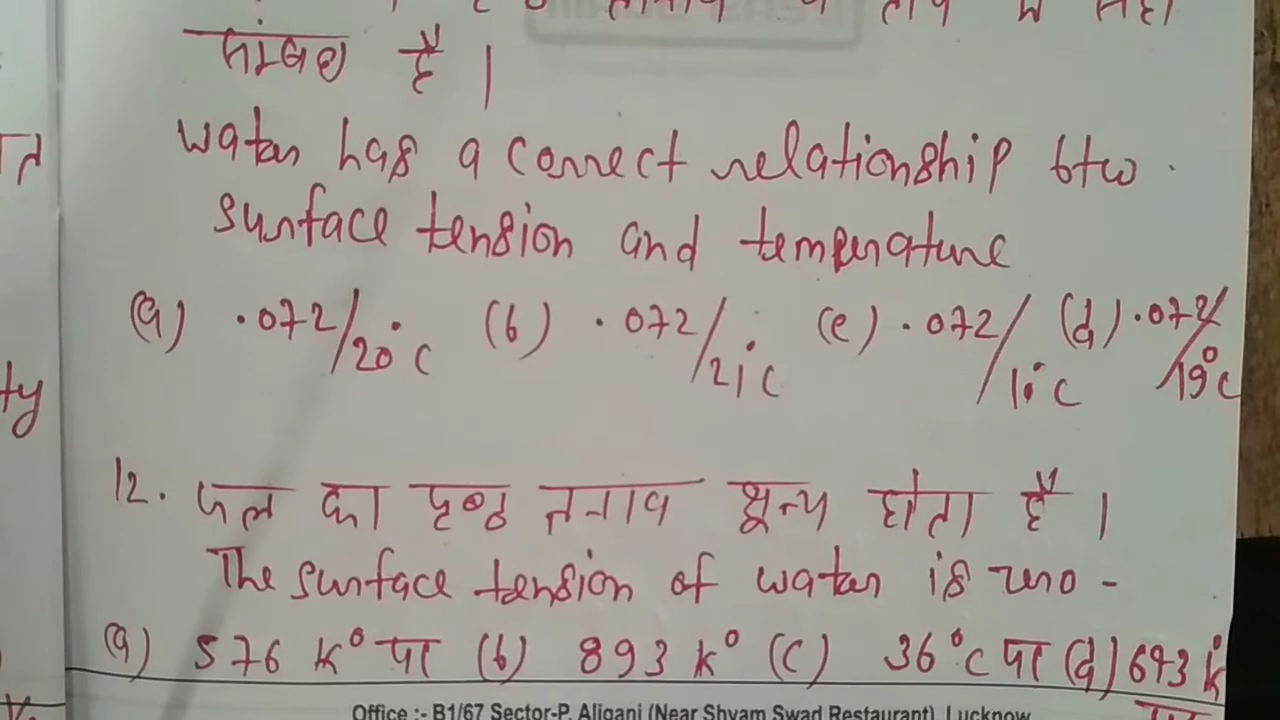 संबंध है ।
water has a correct relationship btw.
surface tension and temperature
(a) .072/20°C (b) .072/21°C (c) .072/10°C (d) .072/19°C
12. जल का पृष्ठ तनाव शून्य होता है ।
The surface tension of water is zero -
(a) 576 K° पर (b) 893 K° (c) 36°C पर (d) 643 K°
Office :- B1/67 Sector-P, Aliganj (Near Shyam Swad Restaurant), Lucknow
ty